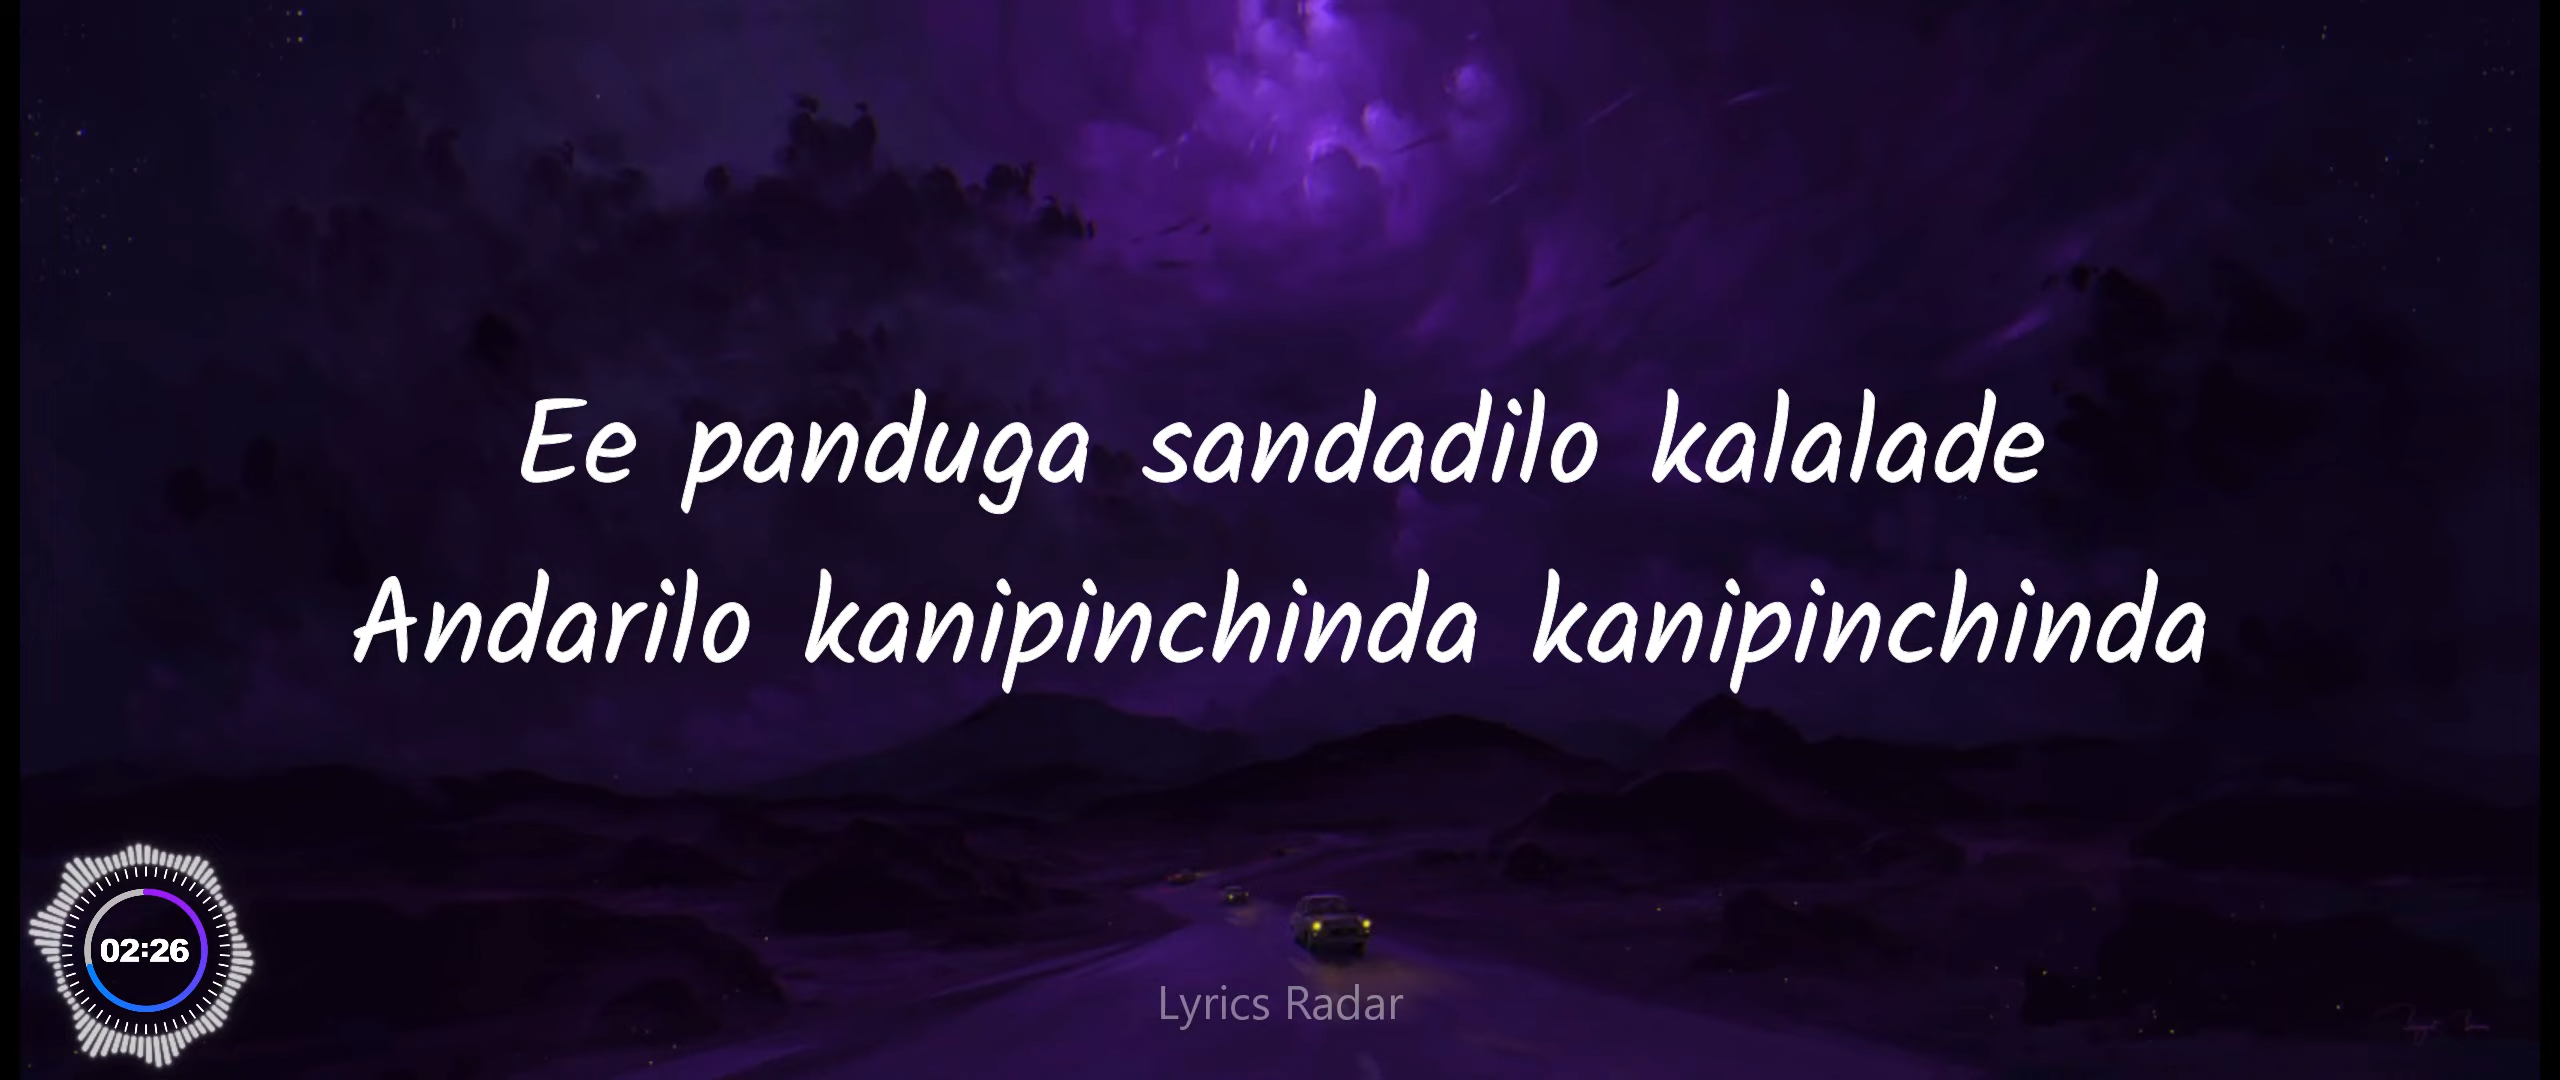 Ee panduga sandadilo kalalade
Andarilo kanipinchinda kanipinchinda
02:26
Lyrics Radar